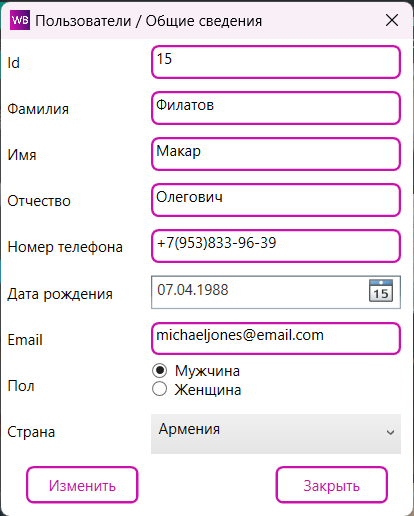 WB Пользователи / Общие сведения
Id 15
Фамилия Филатов
Имя Макар
Отчество Олегович
Номер телефона +7(953)833-96-39
Дата рождения 07.04.1988 15
Email michaeljones@email.com
Пол Мужчина
Женщина
Страна Армения
Изменить Закрыть